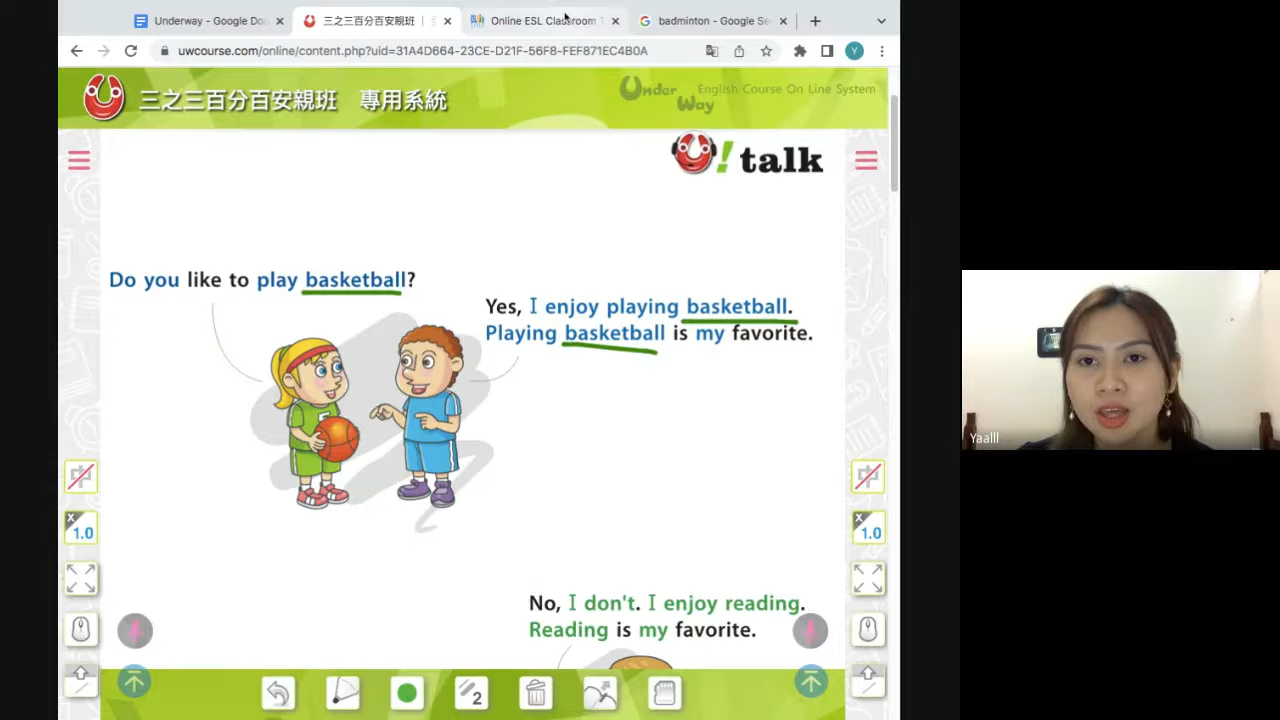 Underway - Google Do
三之三百分百安親班 |
Online ESL Classroom
badminton - Google Se
uwcourse.com/online/content.php?uid=31A4D664-23CE-D21F-56F8-FEF871EC4B0A
Y
三之三百分百安親班 專用系統
Under Way
English Course On Line System
! talk
Do you like to play basketball?
Yes, I enjoy playing basketball.
Playing basketball is my favorite.
Yaalll
X 1.0
X 1.0
No, I don't. I enjoy reading.
Reading is my favorite.
2